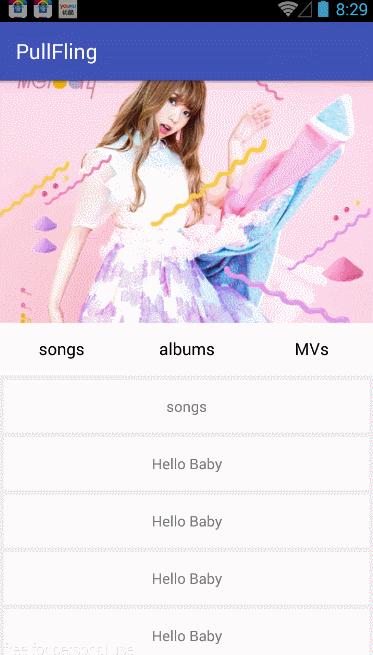 8:29
PullFling
songs albums MVs
songs
Hello Baby
Hello Baby
Hello Baby
Hello Baby
free for personal use